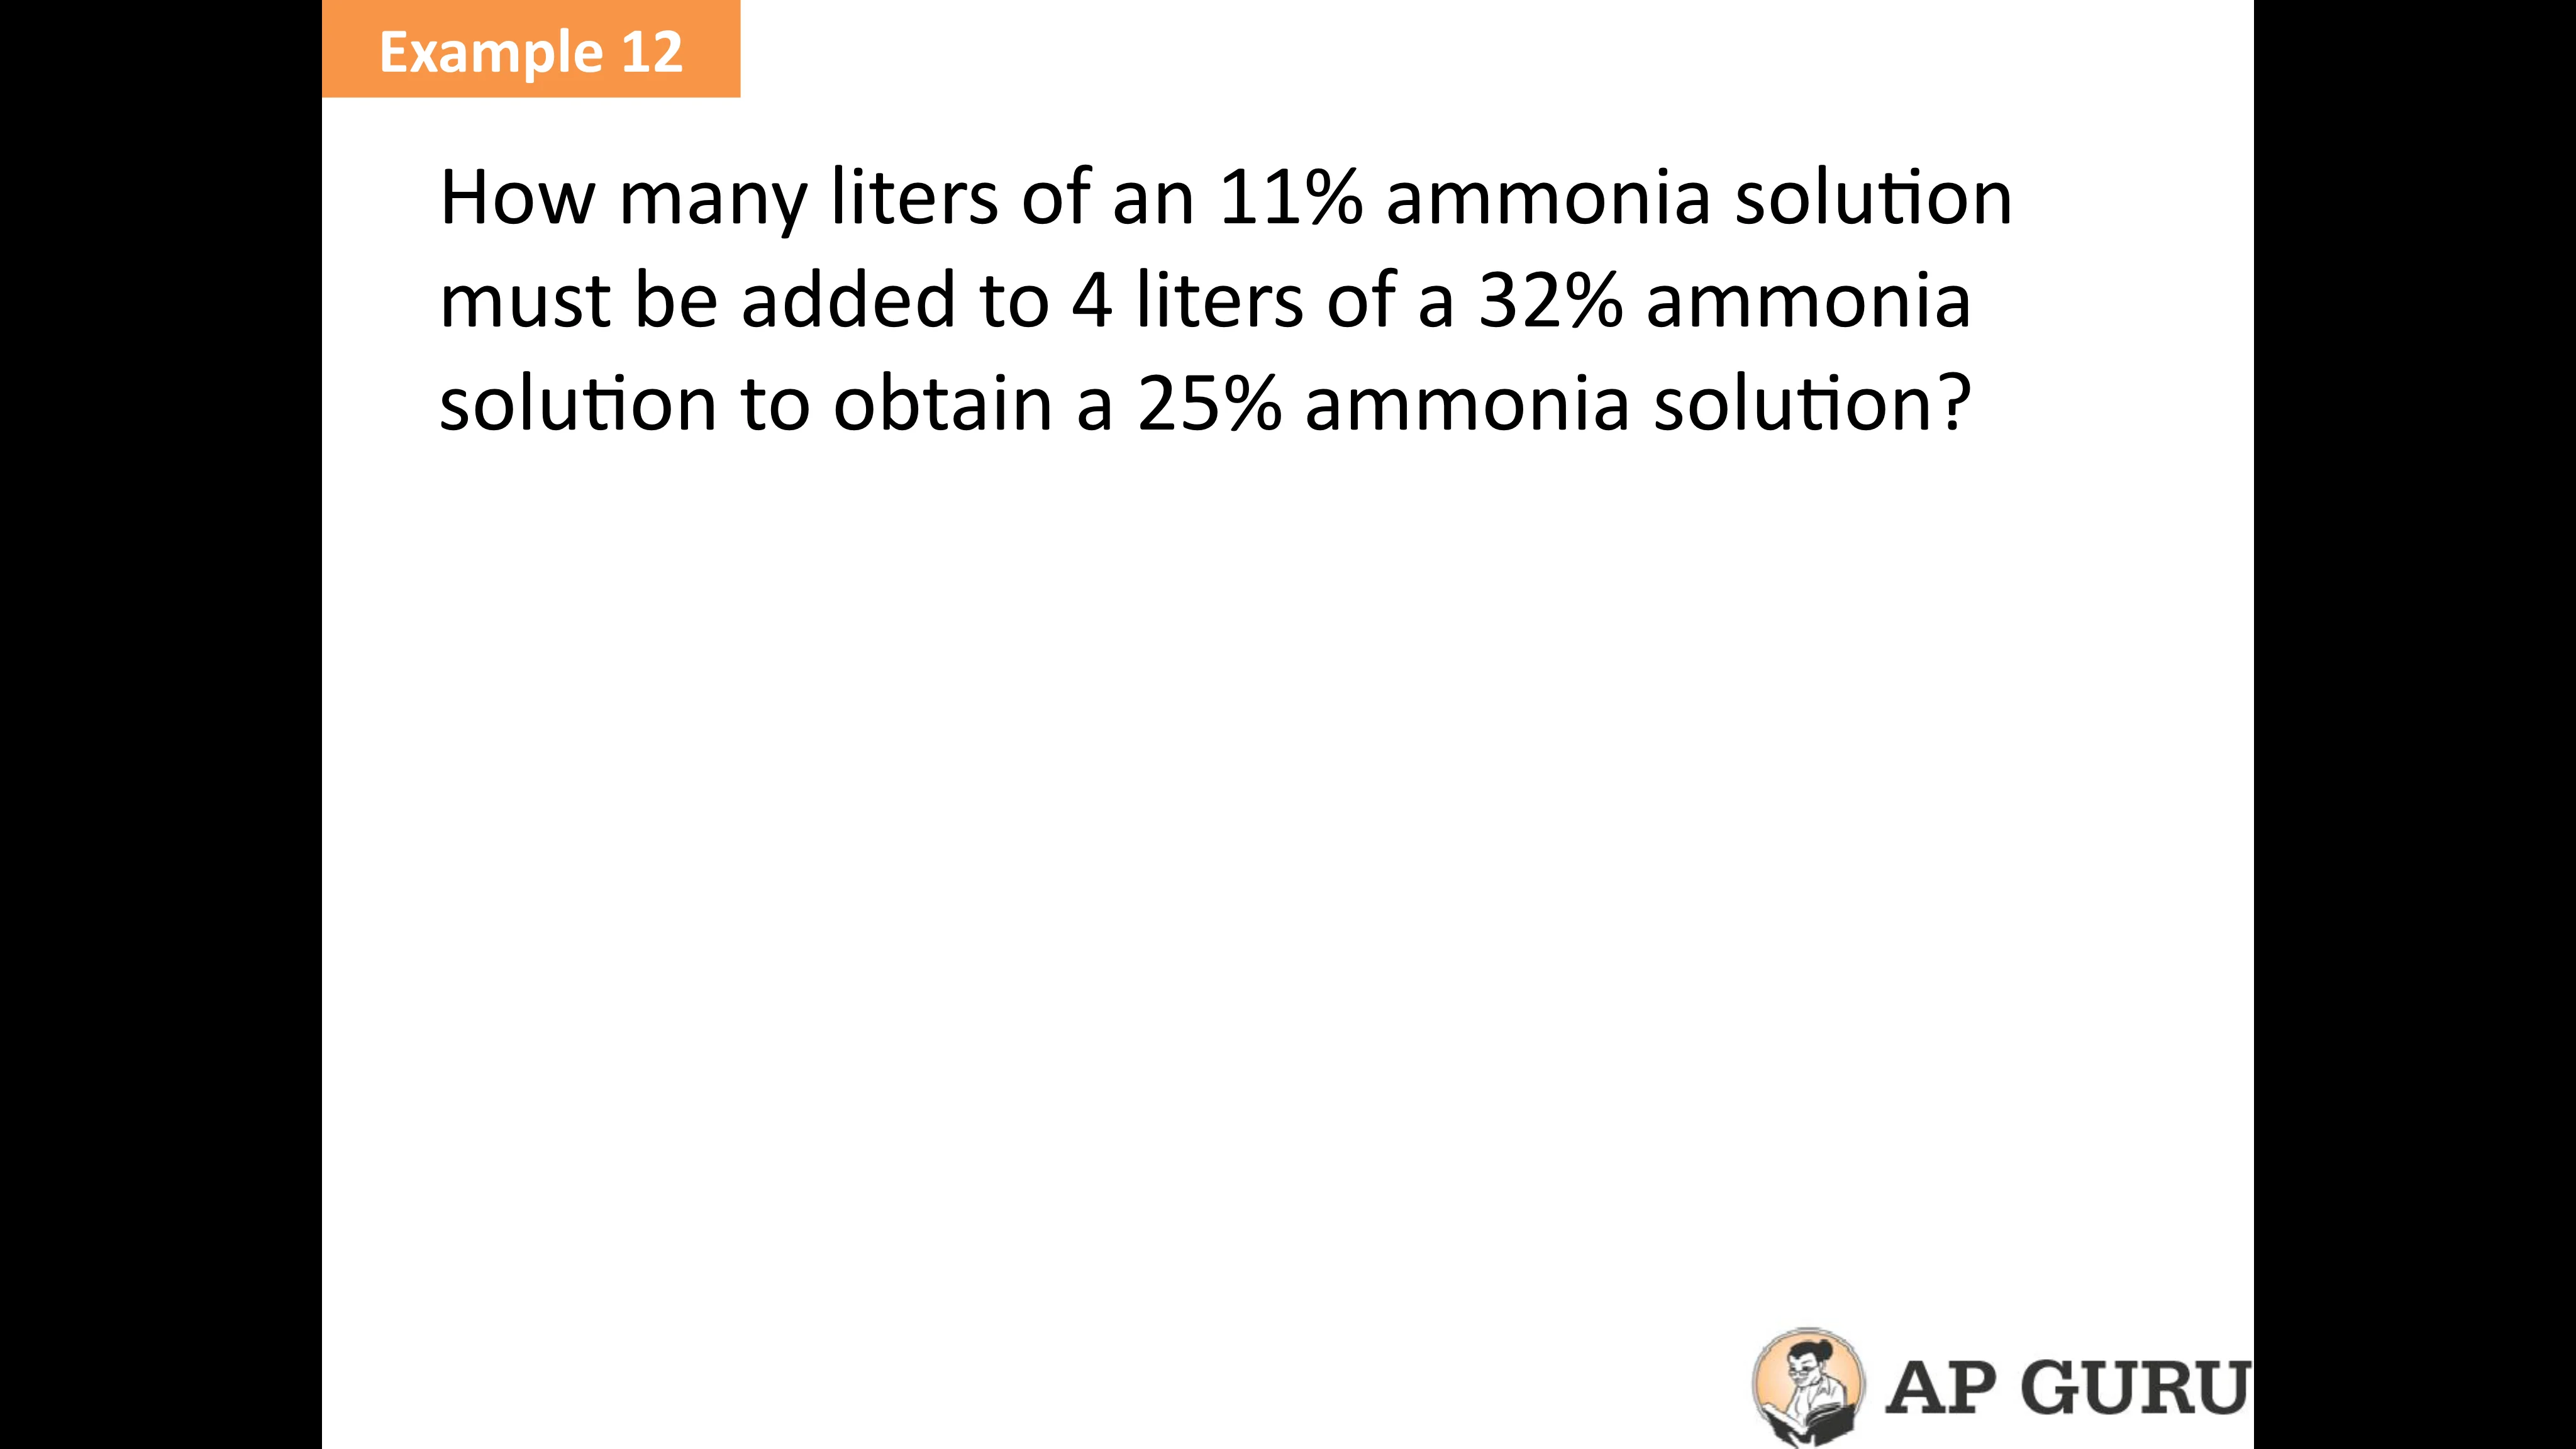 Example 12
How many liters of an 11% ammonia solution
must be added to 4 liters of a 32% ammonia
solution to obtain a 25% ammonia solution?
AP GURU